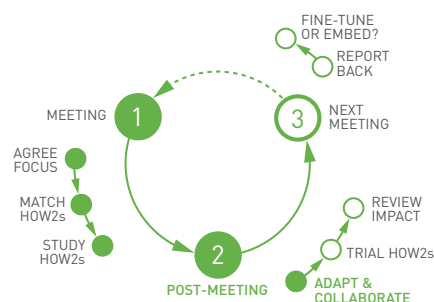 FINE-TUNE
OR EMBED?
REPORT
BACK
MEETING
1
3
NEXT
MEETING
AGREE
FOCUS
MATCH
HOW2s
STUDY
HOW2s
2
POST-MEETING
REVIEW
IMPACT
TRIAL HOW2s
ADAPT &
COLLABORATE